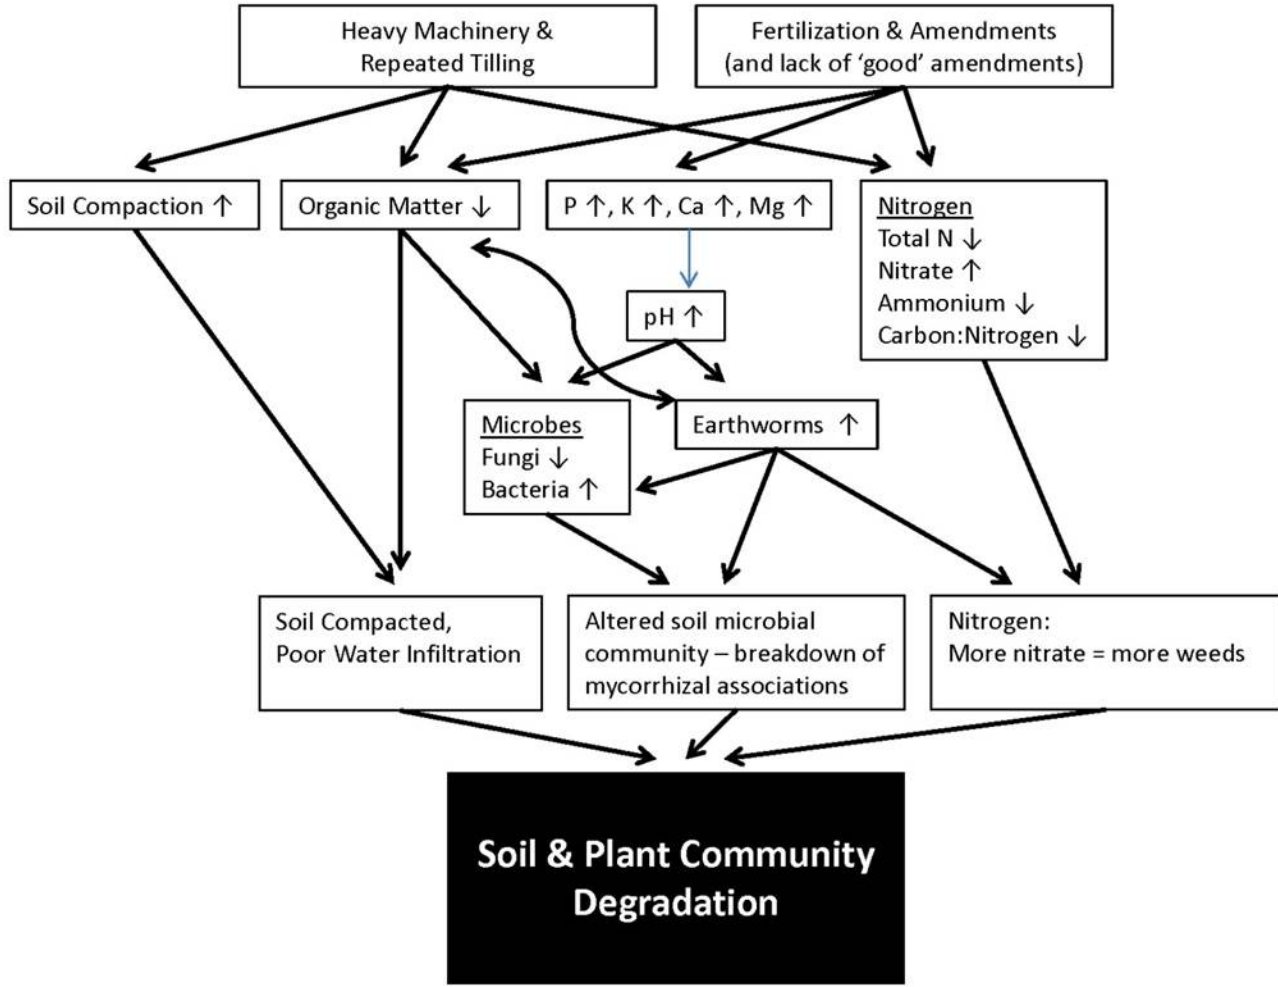 Heavy Machinery &
Repeated Tilling
Fertilization & Amendments
(and lack of ‘good’ amendments)
Soil Compaction ↑
Organic Matter ↓
P ↑, K ↑, Ca ↑, Mg ↑
Nitrogen
Total N ↓
Nitrate ↑
Ammonium ↓
Carbon:Nitrogen ↓
pH ↑
Microbes
Fungi ↓
Bacteria ↑
Earthworms ↑
Soil Compacted,
Poor Water Infiltration
Altered soil microbial
community – breakdown of
mycorrhizal associations
Nitrogen:
More nitrate = more weeds
Soil & Plant Community
Degradation